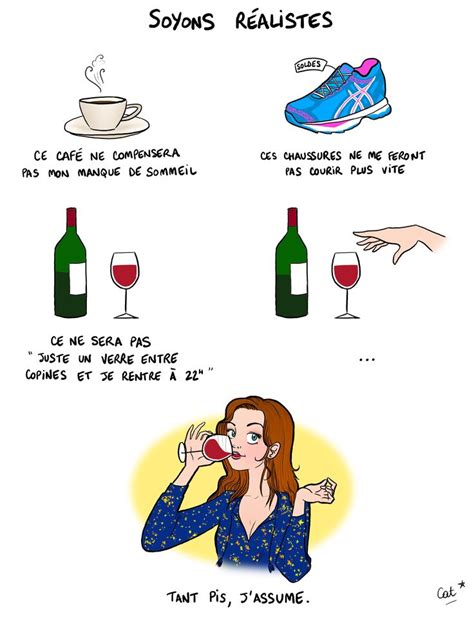 SOYONS RÉALISTES
SOLDES
CE CAFÉ NE COMPENSERA
PAS MON MANQUE DE SOMMEIL
CES CHAUSSURES NE ME FERONT
PAS COURIR PLUS VITE
CE NE SERA PAS
"JUSTE UN VERRE ENTRE
COPINES ET JE RENTRE À 22H"
...
TANT PIS, J'ASSUME.
Cat*